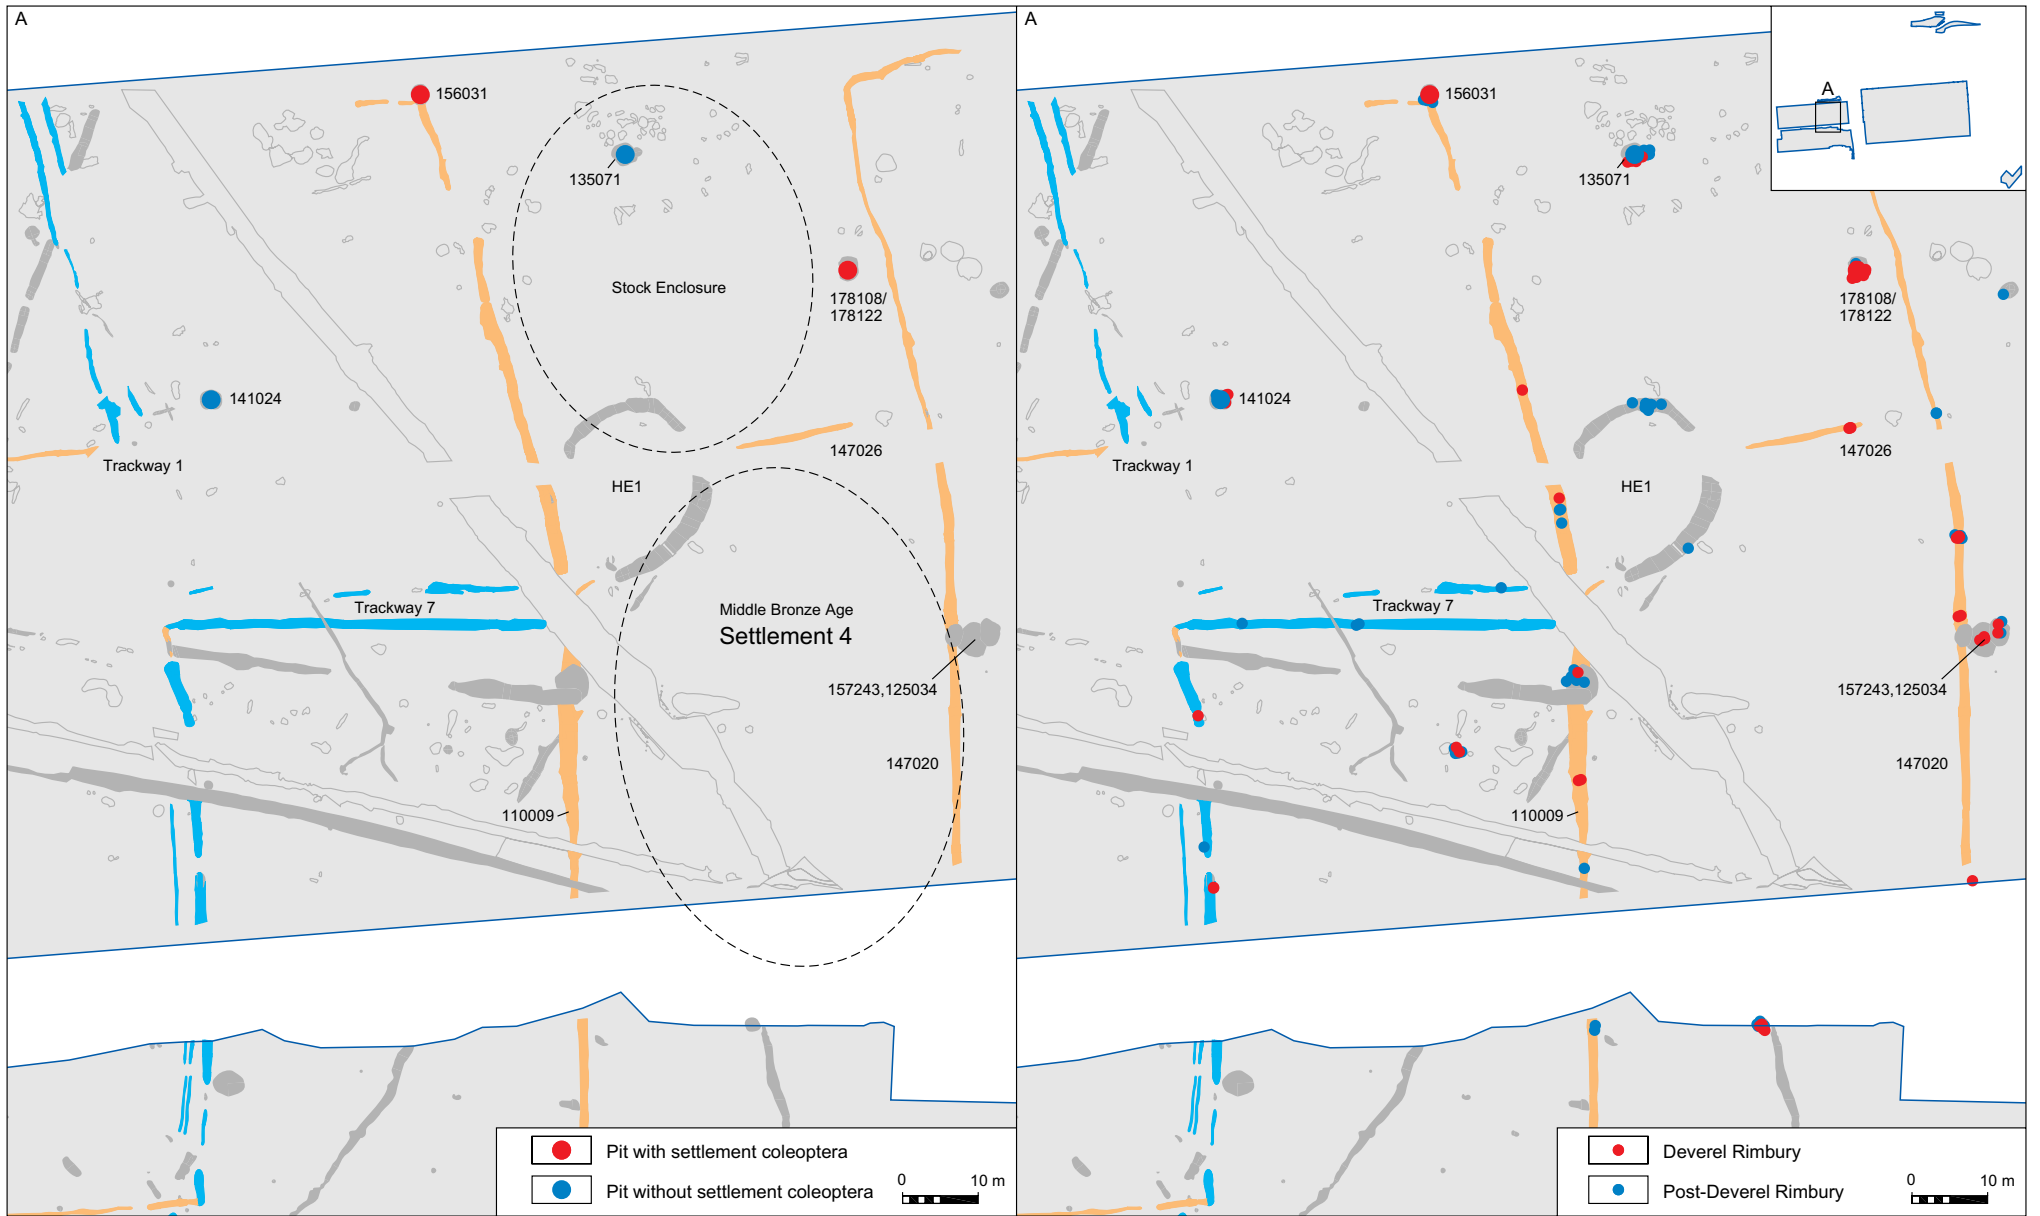 A
156031
135071
Stock Enclosure
178108/
178122
141024
Trackway 1
147026
HE1
Trackway 7
Middle Bronze Age
Settlement 4
157243,125034
147020
110009
Pit with settlement coleoptera
Pit without settlement coleoptera
0 10 m
A
A
156031
135071
178108/
178122
141024
Trackway 1
147026
HE1
Trackway 7
157243,125034
147020
110009
Deverel Rimbury
Post-Deverel Rimbury
0 10 m